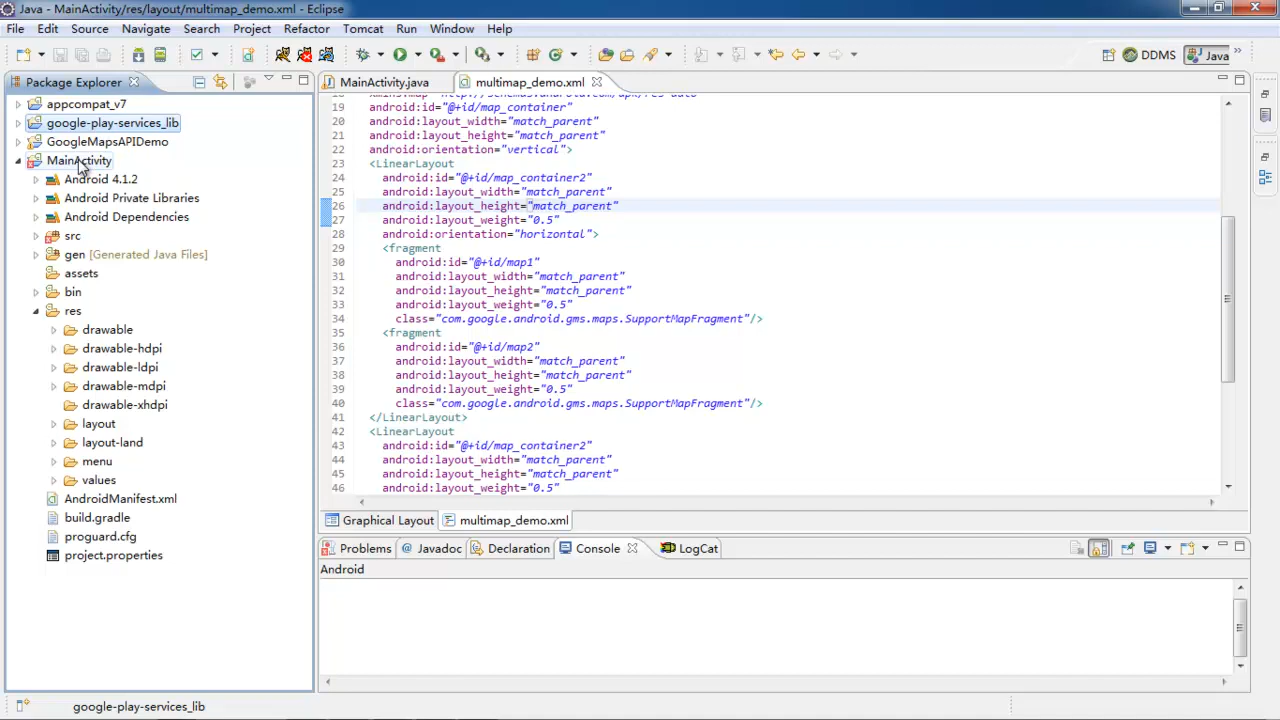 Java - MainActivity/res/layout/multimap_demo.xml - Eclipse
File Edit Source Refactor Navigate Search Project Refactor Tomcat Run Window Help
DDMS Java
Package Explorer
appcompat_v7
google-play-services_lib
GoogleMapsAPIDemo
MainActivity
Android 4.1.2
Android Private Libraries
Android Dependencies
src
gen [Generated Java Files]
assets
bin
res
drawable
drawable-hdpi
drawable-ldpi
drawable-mdpi
drawable-xhdpi
layout
layout-land
menu
values
AndroidManifest.xml
build.gradle
proguard.cfg
project.properties
MainActivity.java multimap_demo.xml
19 android:id="@+id/map_container"
20 android:layout_width="match_parent"
21 android:layout_height="match_parent"
22 android:orientation="vertical">
23 <LinearLayout
24 android:id="@+id/map_container2"
25 android:layout_width="match_parent"
26 android:layout_height="match_parent"
27 android:layout_weight="0.5"
28 android:orientation="horizontal">
29 <fragment
30 android:id="@+id/map1"
31 android:layout_width="match_parent"
32 android:layout_height="match_parent"
33 android:layout_weight="0.5"
34 class="com.google.android.gms.maps.SupportMapFragment"/>
35 <fragment
36 android:id="@+id/map2"
37 android:layout_width="match_parent"
38 android:layout_height="match_parent"
39 android:layout_weight="0.5"
40 class="com.google.android.gms.maps.SupportMapFragment"/>
41 </LinearLayout>
42 <LinearLayout
43 android:id="@+id/map_container2"
44 android:layout_width="match_parent"
45 android:layout_height="match_parent"
46 android:layout_weight="0.5"
Graphical Layout multimap_demo.xml
Problems Javadoc Declaration Console LogCat
Android
google-play-services_lib